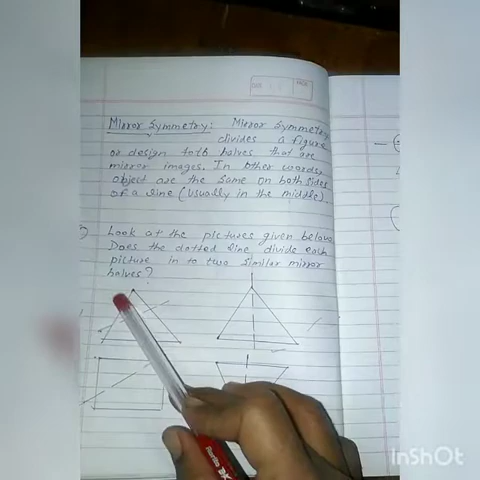 Mirror Symmetry: Mirror Symmetry
divides a figure
or design into halves that are
mirror images. In other words
object are the same on both sides
of a line (usually in the middle).
Look at the pictures given below
Does the dotted line divide each
picture in to two similar mirror
halves?
InShOt